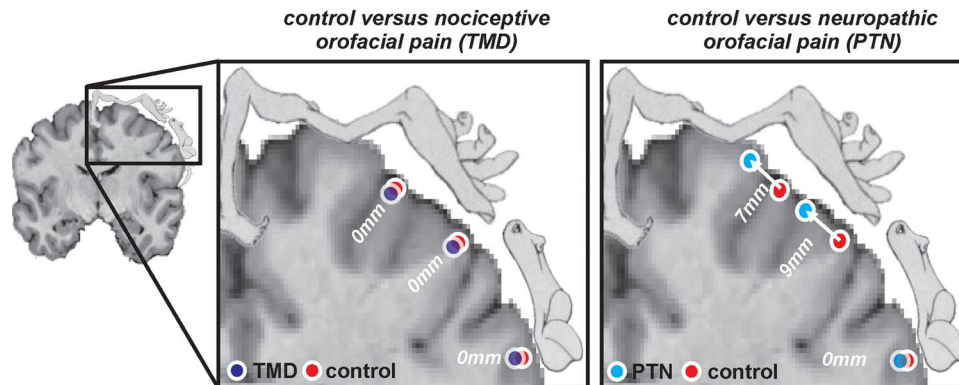 control versus nociceptive
orofacial pain (TMD)
control versus neuropathic
orofacial pain (PTN)
0mm
0mm
0mm
TMD
control
7mm
9mm
0mm
PTN
control